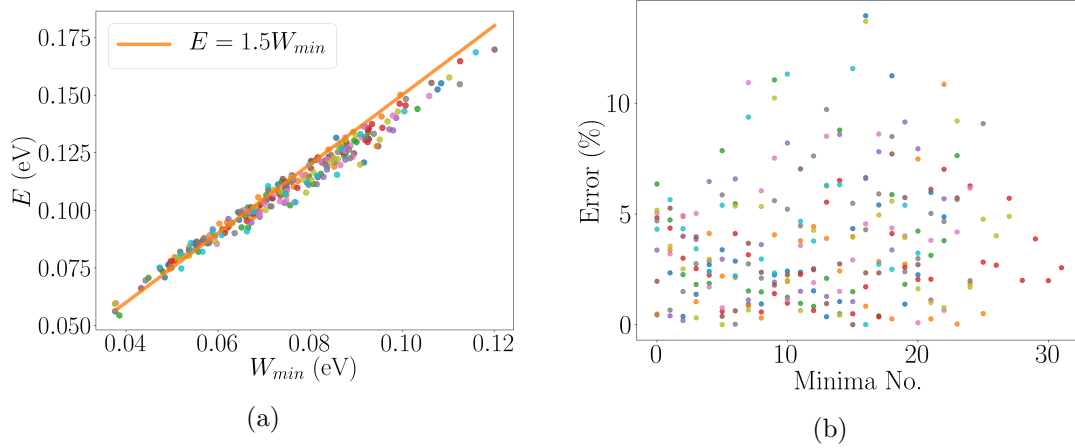 E = 1.5W_min
0.175
0.150
0.125
0.100
0.075
0.050
E (eV)
0.04 0.06 0.08 0.10 0.12
W_min (eV)
(a)
10
5
0
Error (%)
0 10 20 30
Minima No.
(b)